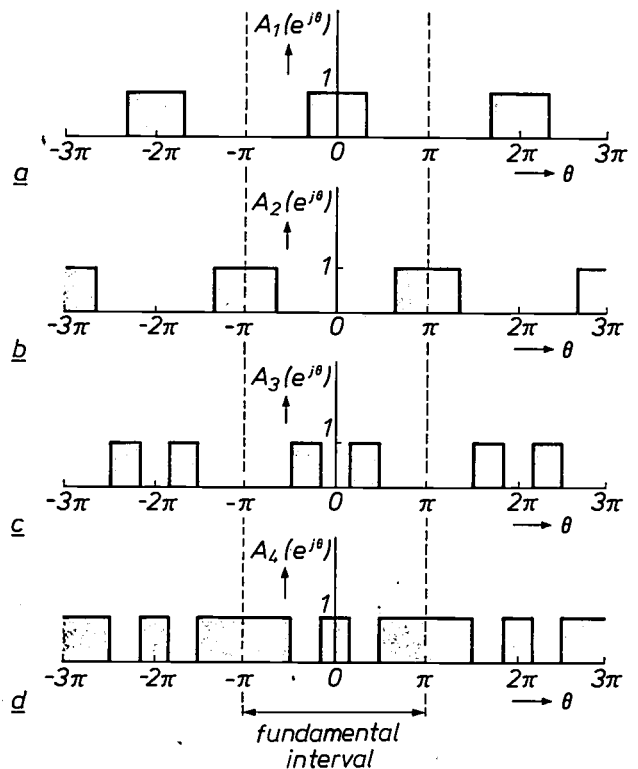 A₁(e^{jθ})
1
-3π -2π -π 0 π 2π 3π
a θ
A₂(e^{jθ})
1
-3π -2π -π 0 π 2π 3π
b θ
A₃(e^{jθ})
1
-3π -2π -π 0 π 2π 3π
c θ
A₄(e^{jθ})
1
-3π -2π -π 0 π 2π 3π
d θ
fundamental
interval